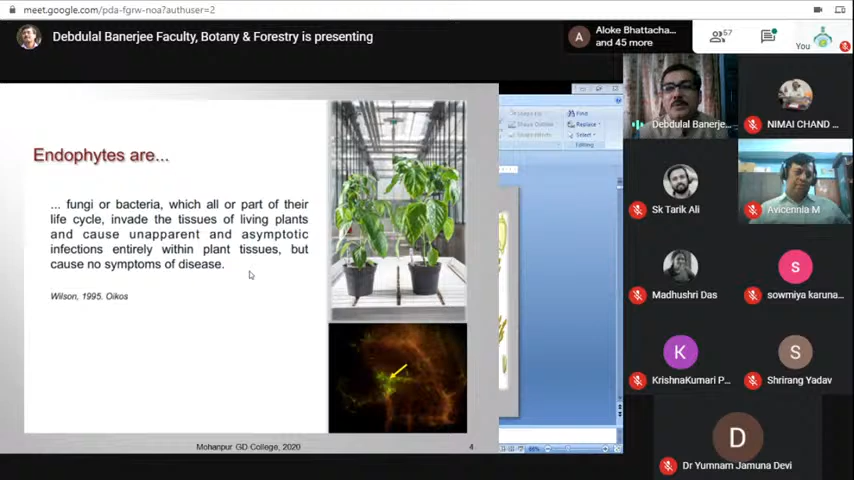 meet.google.com/pda-fgrw-noa?authuser=2
Debdulal Banerjee Faculty, Botany & Forestry is presenting
A
Aloke Bhattacha...
and 45 more
57
You
Endophytes are...
... fungi or bacteria, which all or part of their
life cycle, invade the tissues of living plants
and cause unapparent and asymptotic
infections entirely within plant tissues, but
cause no symptoms of disease.
Wilson, 1995. Oikos
Mohanpur GD College, 2020
4
Find
Replace
Select
Editing
Debdulal Banerje...
NIMAI CHAND ...
Sk Tarik Ali
Avicennia M
Madhushri Das
S
sowmiya karuna...
K
KrishnaKumari P...
S
Shrirang Yadav
D
Dr Yumnam Jamuna Devi